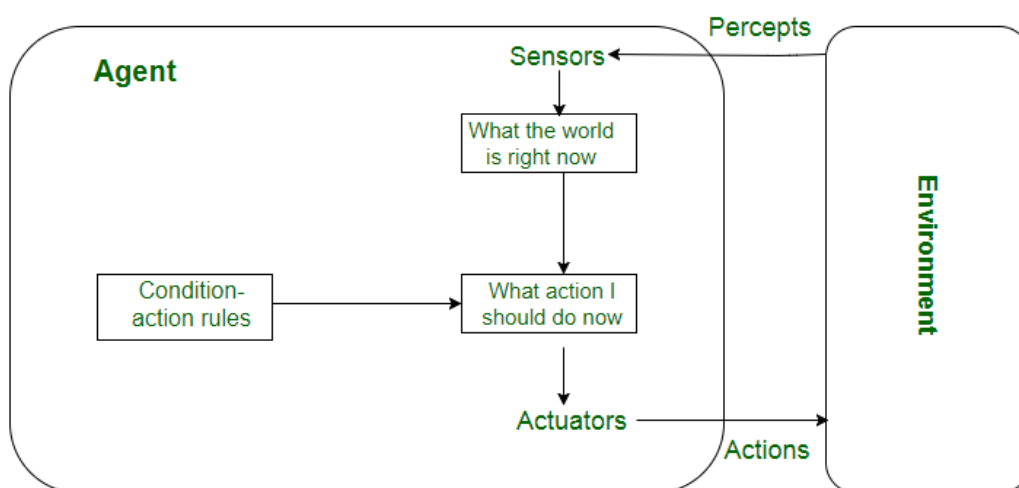 Percepts
Sensors
Agent
What the world
is right now
Environment
Condition-
action rules
What action I
should do now
Actuators
Actions